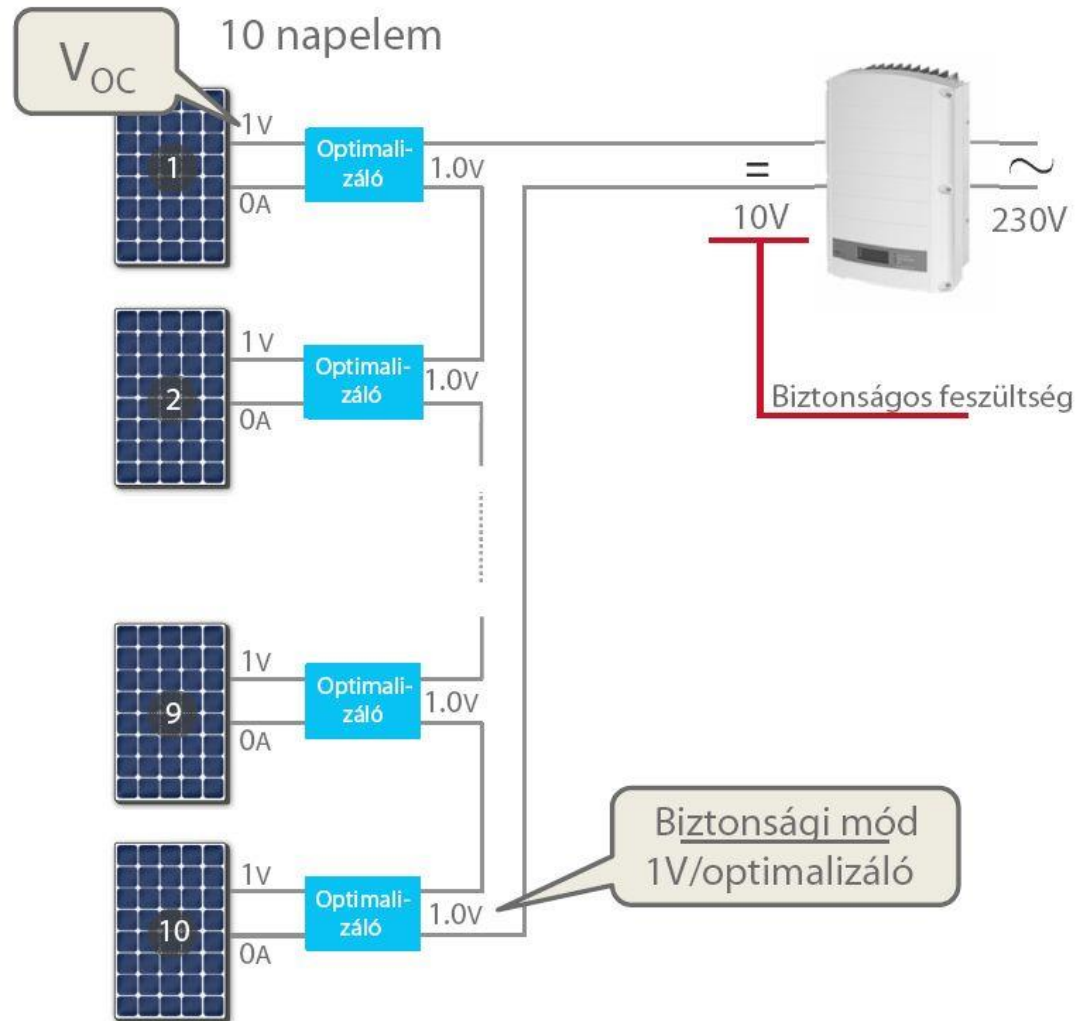 10 napelem
VOC
1V
Optimali-
záló
1.0V
1
0A
=
10V
~
230V
Biztonságos feszültség
1V
Optimali-
záló
1.0V
2
0A
1V
Optimali-
záló
1.0V
9
0A
1V
Optimali-
záló
1.0V
10
0A
Biztonsági mód
1V/optimalizáló